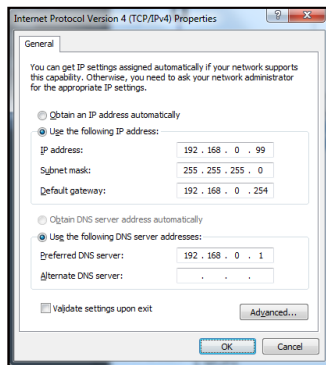 Internet Protocol Version 4 (TCP/IPv4) Properties
General
You can get IP settings assigned automatically if your network supports
this capability. Otherwise, you need to ask your network administrator
for the appropriate IP settings.
Obtain an IP address automatically
Use the following IP address:
IP address: 192 . 168 . 0 . 99
Subnet mask: 255 . 255 . 255 . 0
Default gateway: 192 . 168 . 0 . 254
Obtain DNS server address automatically
Use the following DNS server addresses:
Preferred DNS server: 192 . 168 . 0 . 1
Alternate DNS server: . . .
Validate settings upon exit
Advanced...
OK Cancel